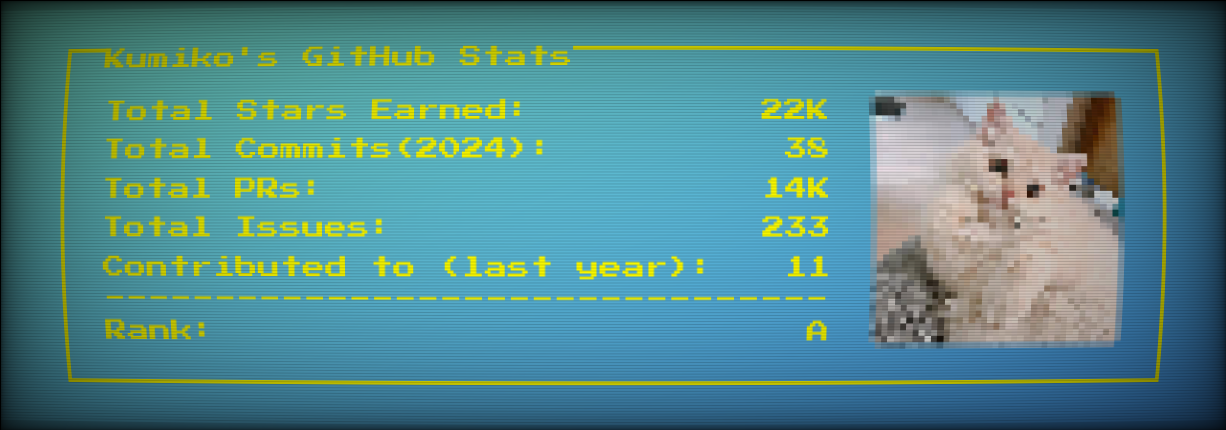 Kumiko's GitHub Stats
Total Stars Earned: 22K
Total Commits(2024): 38
Total PRs: 14K
Total Issues: 233
Contributed to (last year): 11
Rank: A